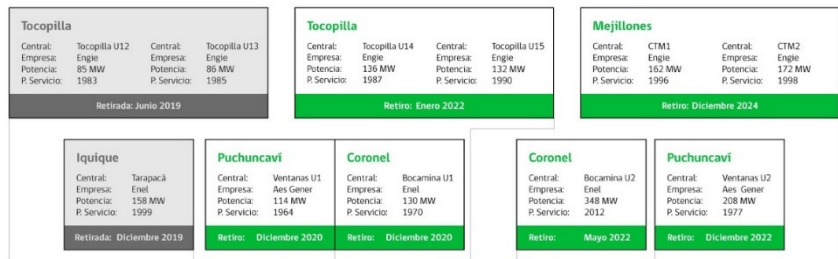 Tocopilla
Central: Tocopilla U12 Central: Tocopilla U13
Empresa: Engie Empresa: Engie
Potencia: 85 MW Potencia: 86 MW
P. Servicio: 1983 P. Servicio: 1985
Retirada: Junio 2019
Tocopilla
Central: Tocopilla U14 Central: Tocopilla U15
Empresa: Engie Empresa: Engie
Potencia: 136 MW Potencia: 132 MW
P. Servicio: 1987 P. Servicio: 1990
Retiro: Enero 2022
Mejillones
Central: CTM1 Central: CTM2
Empresa: Engie Empresa: Engie
Potencia: 162 MW Potencia: 172 MW
P. Servicio: 1996 P. Servicio: 1998
Retiro: Diciembre 2024
Iquique
Central: Tarapacá
Empresa: Enel
Potencia: 158 MW
P. Servicio: 1999
Retirada: Diciembre 2019
Puchuncaví
Central: Ventanas U1
Empresa: Aes Gener
Potencia: 114 MW
P. Servicio: 1964
Retiro: Diciembre 2020
Coronel
Central: Bocamina U1
Empresa: Enel
Potencia: 130 MW
P. Servicio: 1970
Retiro: Diciembre 2020
Coronel
Central: Bocamina U2
Empresa: Enel
Potencia: 348 MW
P. Servicio: 2012
Retiro: Mayo 2022
Puchuncaví
Central: Ventanas U2
Empresa: Aes Gener
Potencia: 208 MW
P. Servicio: 1977
Retiro: Diciembre 2022